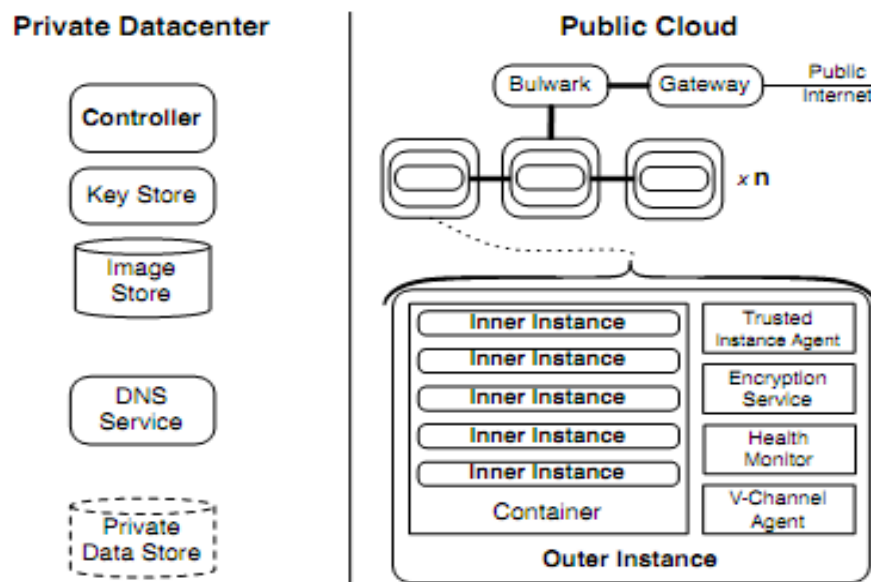 Private Datacenter
Controller
Key Store
Image
Store
DNS
Service
Private
Data Store
Public Cloud
Bulwark
Gateway
Public
Internet
x n
Inner Instance
Inner Instance
Inner Instance
Inner Instance
Inner Instance
Container
Trusted
Instance Agent
Encryption
Service
Health
Monitor
V-Channel
Agent
Outer Instance